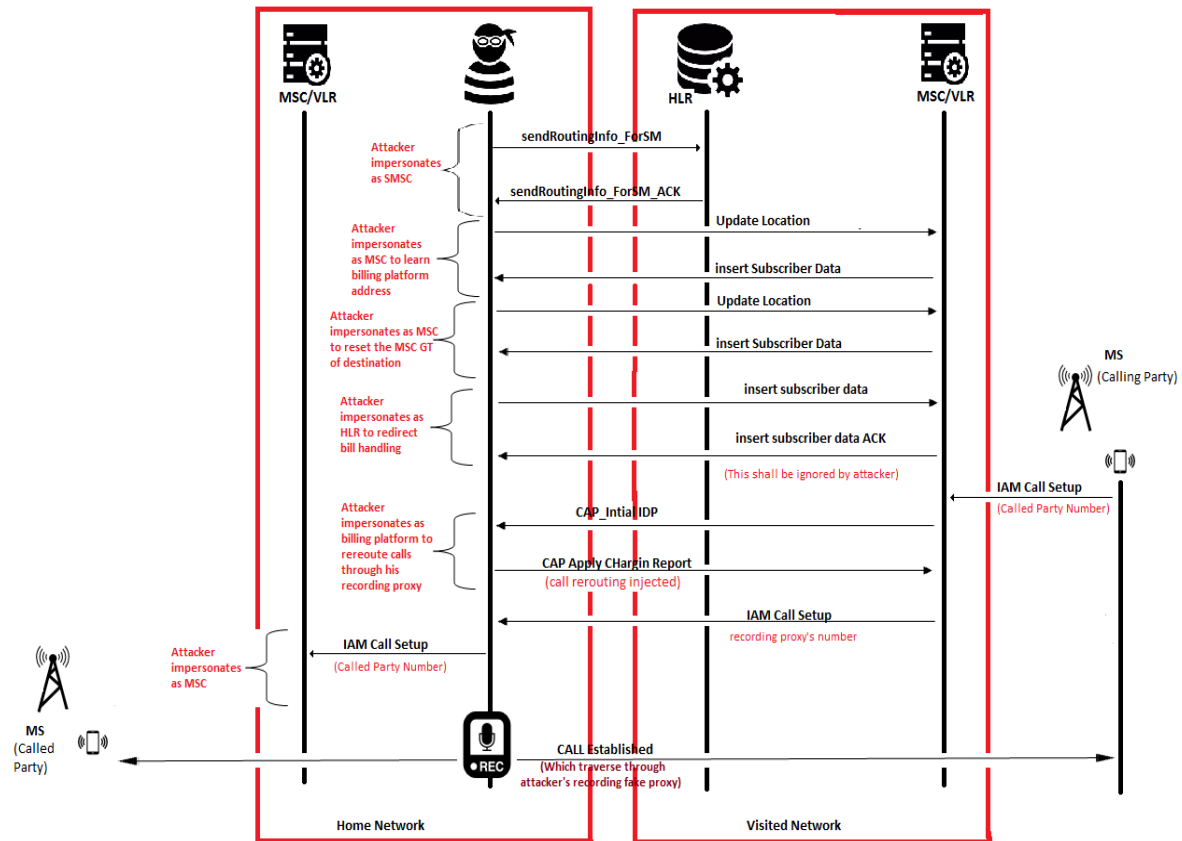 MSC/VLR
HLR
MSC/VLR
sendRoutingInfo_ForSM
Attacker
impersonates
as SMSC
sendRoutingInfo_ForSM_ACK
Update Location
Attacker
impersonates
as MSC to learn
billing platform
address
insert Subscriber Data
Update Location
Attacker
impersonates as MSC
to reset the MSC GT
of destination
insert Subscriber Data
MS
(Calling Party)
insert subscriber data
Attacker
impersonates as
HLR to redirect
bill handling
insert subscriber data ACK
(This shall be ignored by attacker)
IAM Call Setup
(Called Party Number)
Attacker
impersonates as
billing platform to
rereoute calls
through his
recording proxy
CAP_Intial IDP
CAP Apply CHargin Report
(call rerouting injected)
IAM Call Setup
recording proxy's number
Attacker
impersonates
as MSC
IAM Call Setup
(Called Party Number)
MS
(Called
Party)
REC
CALL Established
(Which traverse through
attacker's recording fake proxy)
Home Network
Visited Network